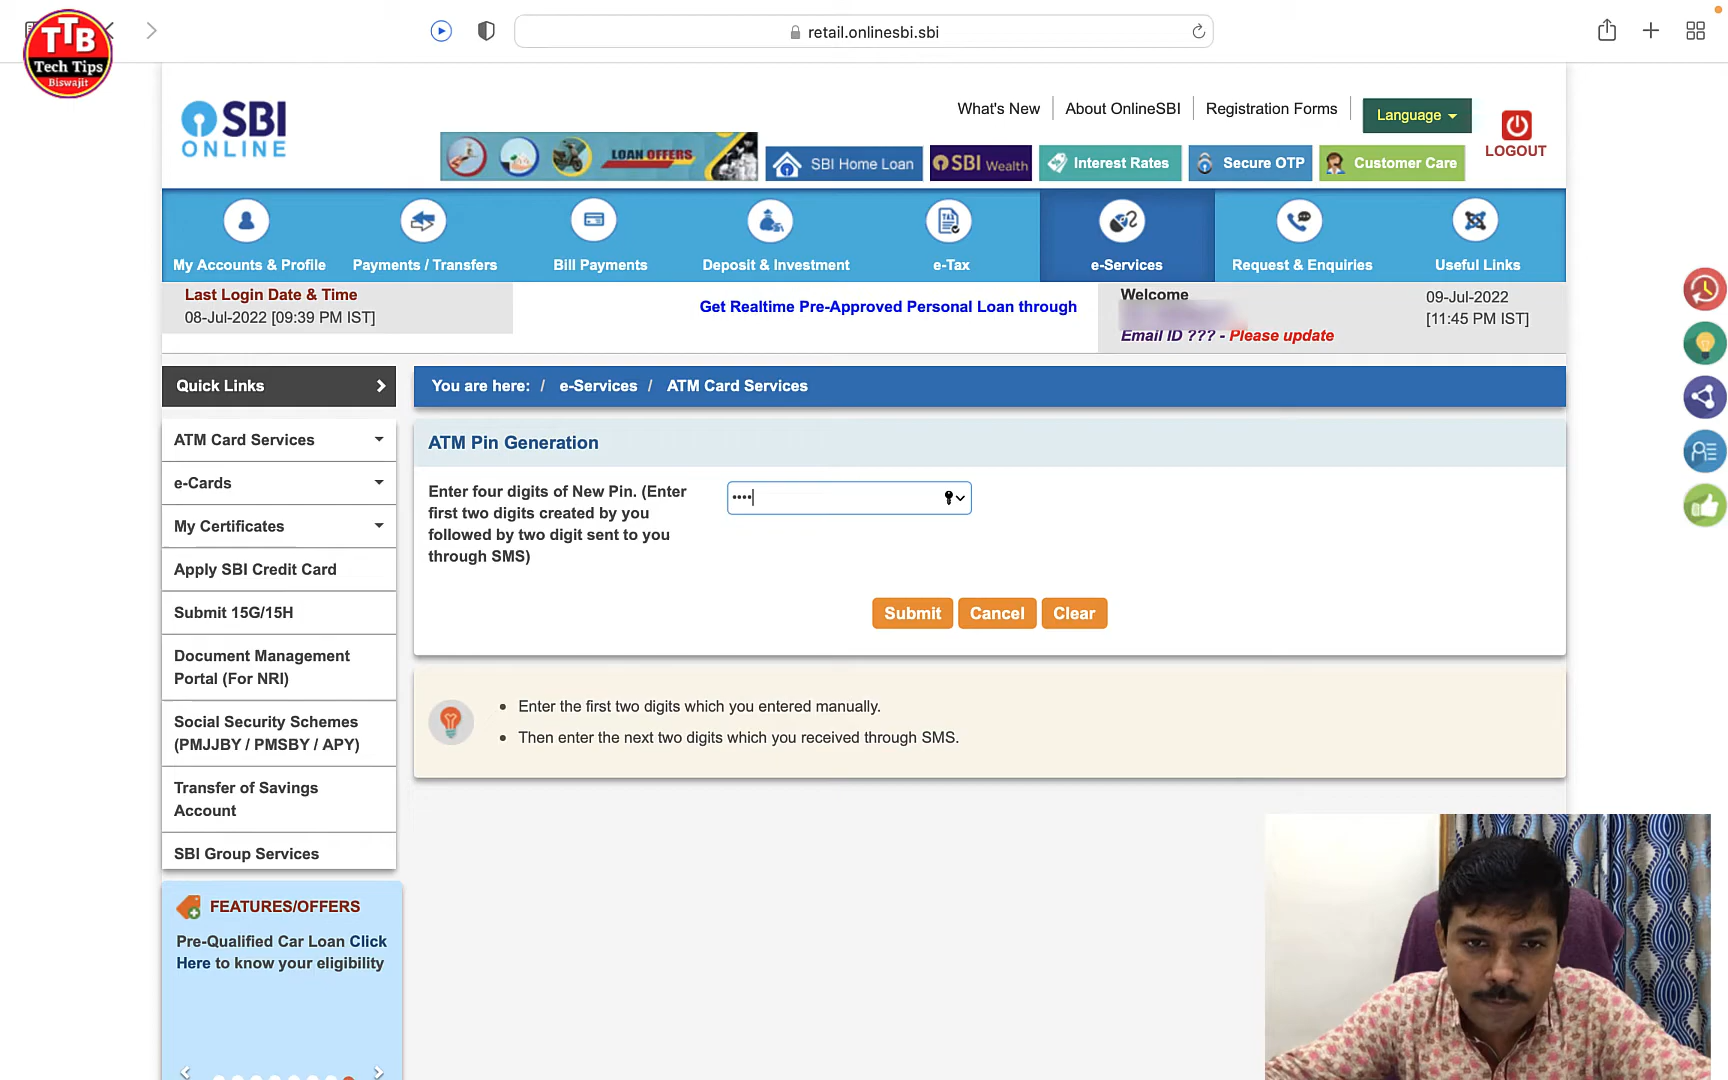 TTB
Tech Tips
Biswajit
retail.onlinesbi.sbi
SBI
ONLINE
What's New
About OnlineSBI
Registration Forms
Language
LOGOUT
LOAN OFFERS
SBI Home Loan
SBI Wealth
Interest Rates
Secure OTP
Customer Care
My Accounts & Profile
Payments / Transfers
Bill Payments
Deposit & Investment
TAX
e-Tax
e-Services
Request & Enquiries
Useful Links
Last Login Date & Time
08-Jul-2022 [09:39 PM IST]
Get Realtime Pre-Approved Personal Loan through
Welcome
Email ID ??? - Please update
09-Jul-2022
[11:45 PM IST]
Quick Links
You are here: / e-Services / ATM Card Services
ATM Card Services
e-Cards
My Certificates
Apply SBI Credit Card
Submit 15G/15H
Document Management
Portal (For NRI)
Social Security Schemes
(PMJJBY / PMSBY / APY)
Transfer of Savings
Account
SBI Group Services
ATM Pin Generation
Enter four digits of New Pin. (Enter
first two digits created by you
followed by two digit sent to you
through SMS)
••••
Submit
Cancel
Clear
Enter the first two digits which you entered manually.
Then enter the next two digits which you received through SMS.
FEATURES/OFFERS
Pre-Qualified Car Loan Click
Here to know your eligibility